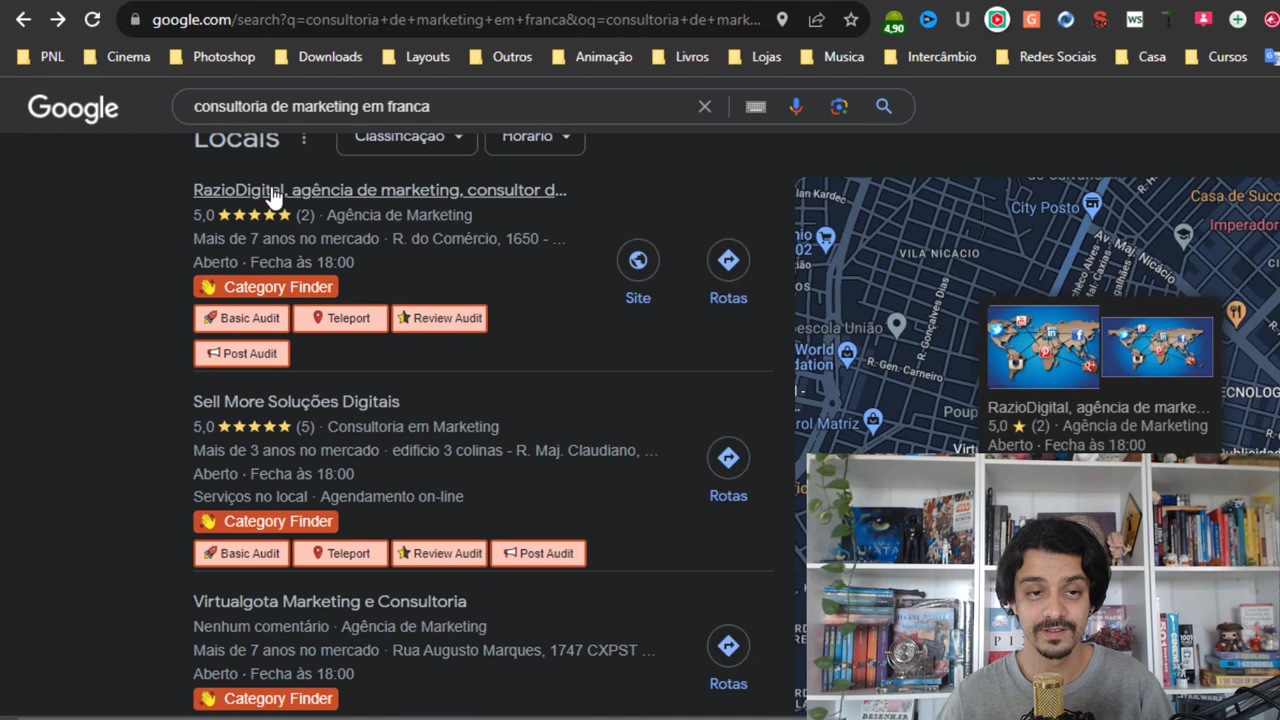 google.com/search?q=consultoria+de+marketing+em+franca&oq=consultoria+de+mark...
4,90
U
G
WS
PNL
Cinema
Photoshop
Downloads
Layouts
Outros
Animação
Livros
Lojas
Musica
Intercâmbio
Redes Sociais
Casa
Cursos
Google
consultoria de marketing em franca
Locais
Classificação
Horário
RazioDigital, agência de marketing, consultor d...
5,0 (2) · Agência de Marketing
Mais de 7 anos no mercado · R. do Comércio, 1650 - ...
Aberto · Fecha às 18:00
Category Finder
Basic Audit
Teleport
Review Audit
Post Audit
Site
Rotas
Sell More Soluções Digitais
5,0 (5) · Consultoria em Marketing
Mais de 3 anos no mercado · edifício 3 colinas - R. Maj. Claudiano, ...
Aberto · Fecha às 18:00
Serviços no local · Agendamento on-line
Category Finder
Basic Audit
Teleport
Review Audit
Post Audit
Rotas
Virtualgota Marketing e Consultoria
Nenhum comentário · Agência de Marketing
Mais de 7 anos no mercado · Rua Augusto Marques, 1747 CXPST ...
Aberto · Fecha às 18:00
Category Finder
Rotas
lan Kardec
City Posto
Casa de Suc
Imperador
VILA NICACIO
Av. Maj. Nicácio
R. Gonçalves Dias
escola União
World
R. Gen. Carneiro
RazioDigital, agência de marke...
5,0 (2) · Agência de Marketing
Aberto · Fecha às 18:00